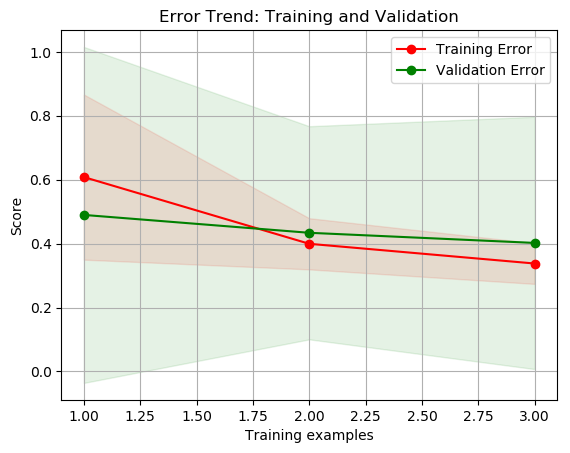 Error Trend: Training and Validation
Training Error
Validation Error
Score
1.0
0.8
0.6
0.4
0.2
0.0
1.00 1.25 1.50 1.75 2.00 2.25 2.50 2.75 3.00
Training examples